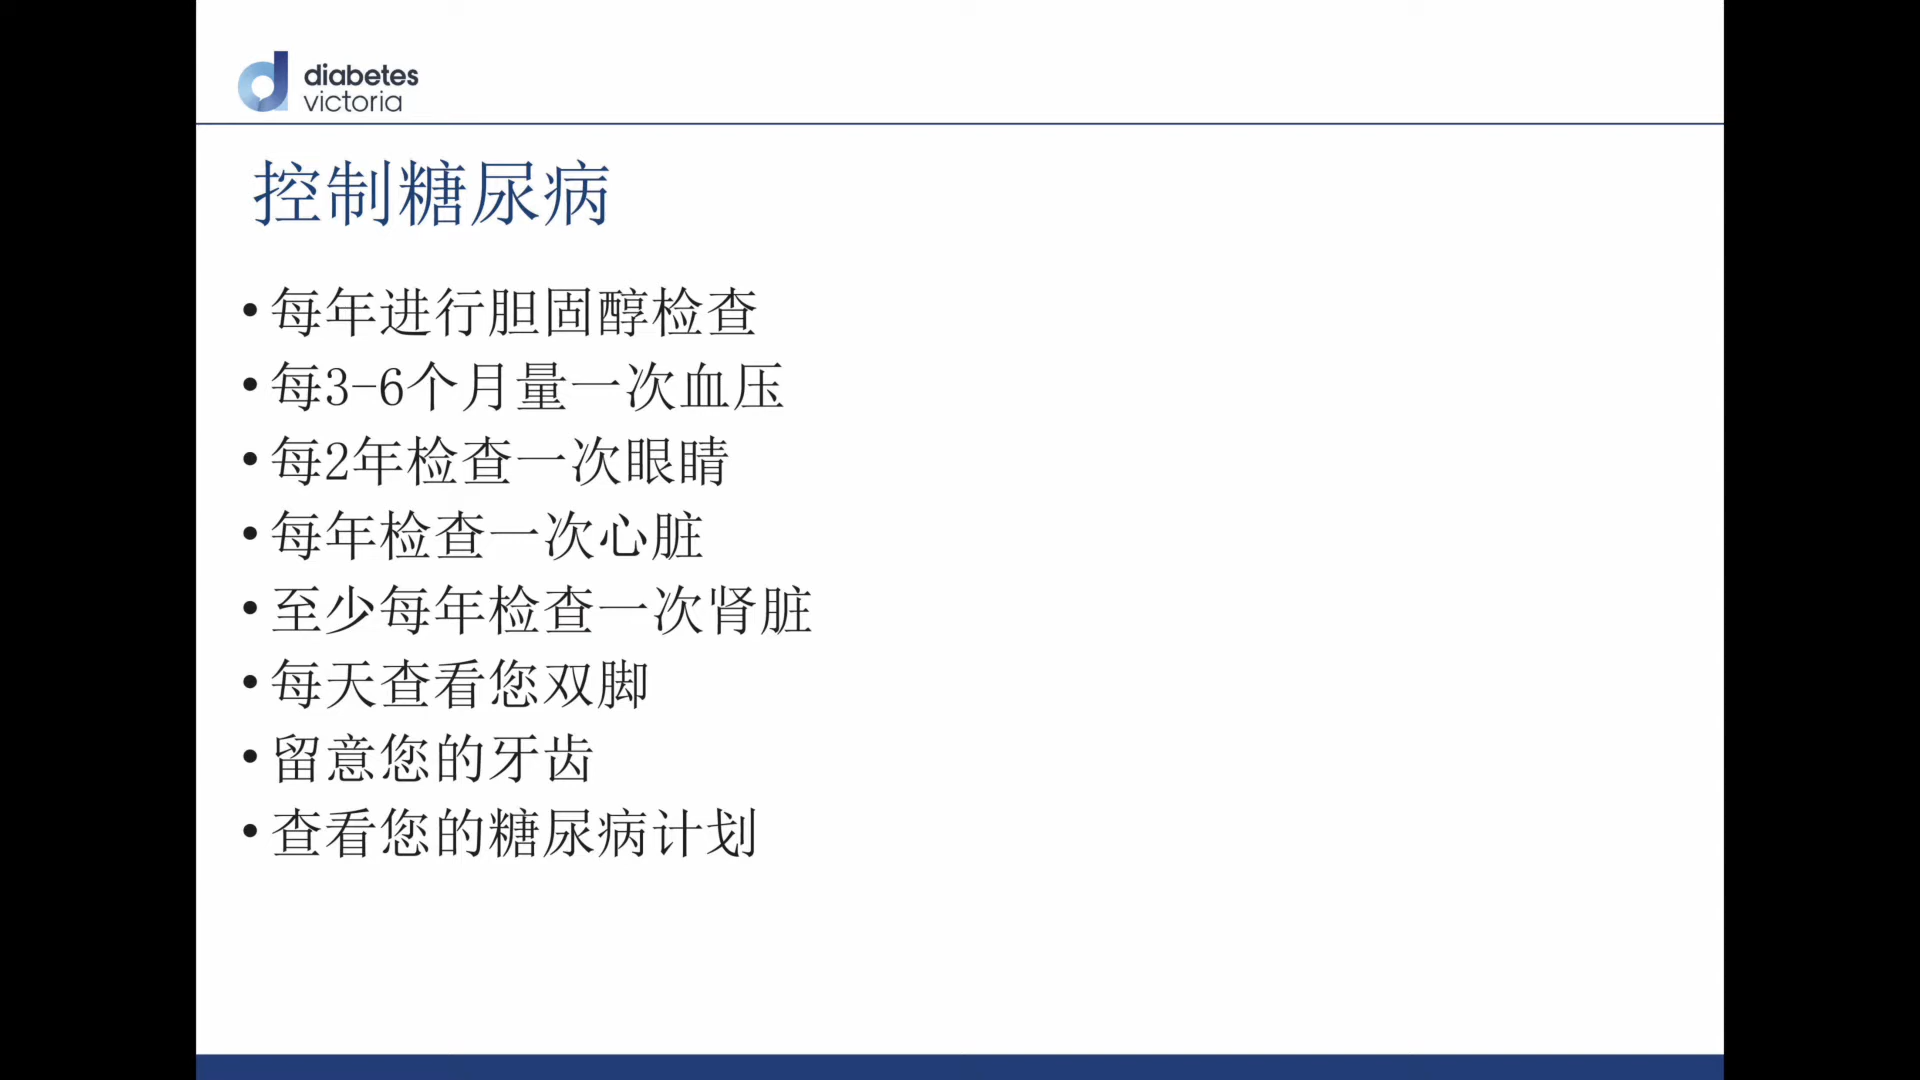 diabetes
victoria
控制糖尿病
• 每年进行胆固醇检查
• 每3-6个月量一次血压
• 每2年检查一次眼睛
• 每年检查一次心脏
• 至少每年检查一次肾脏
• 每天查看您双脚
• 留意您的牙齿
• 查看您的糖尿病计划